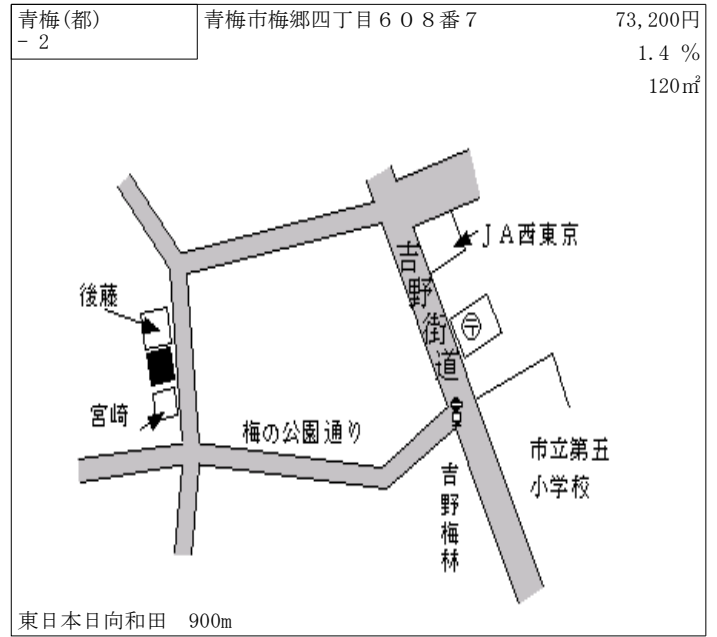 青梅(都)
- 2
青梅市梅郷四丁目６０８番７
73,200円
1.4 %
120㎡
ＪＡ西東京
吉野街道
後藤
〒
宮崎
梅の公園通り
市立第五
小学校
吉野梅林
東日本日向和田 900m